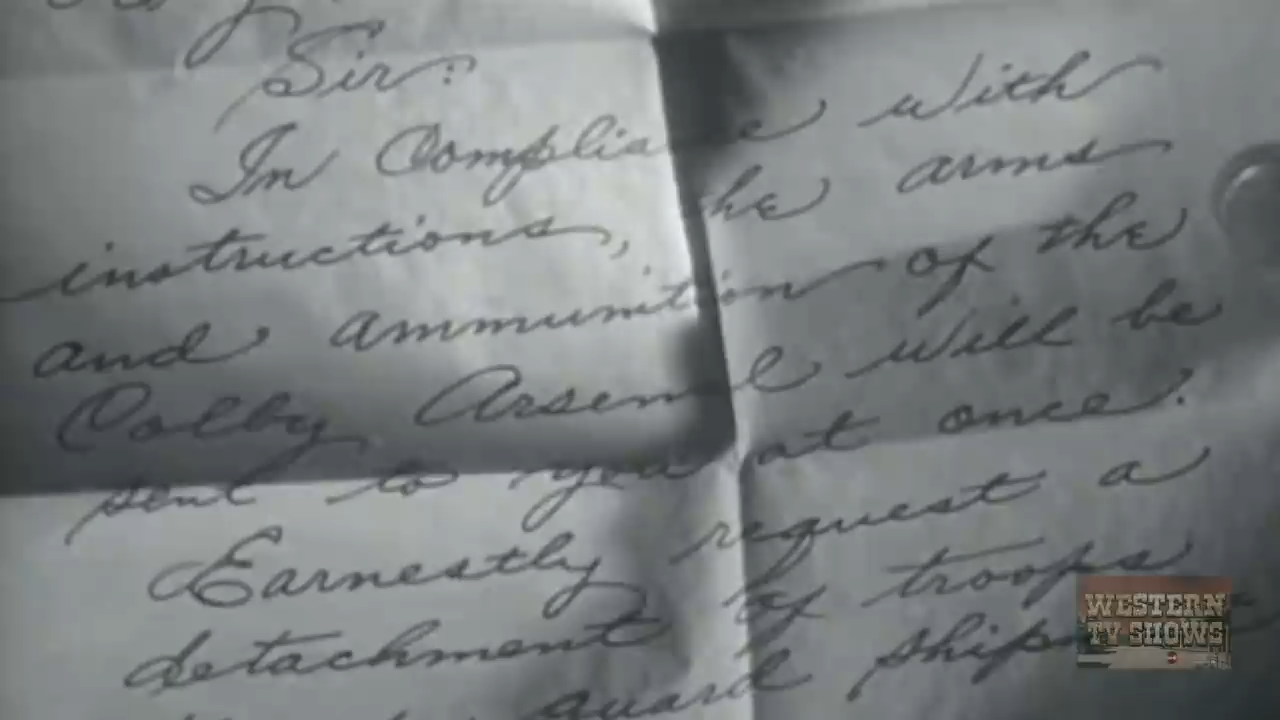 Sir:
In Compliance with
instructions, the arms
and ammunition of the
Colby Arsenal will be
sent to you at once.
Earnestly request a
detachment of troops
guard
WESTERN
TV SHOWS